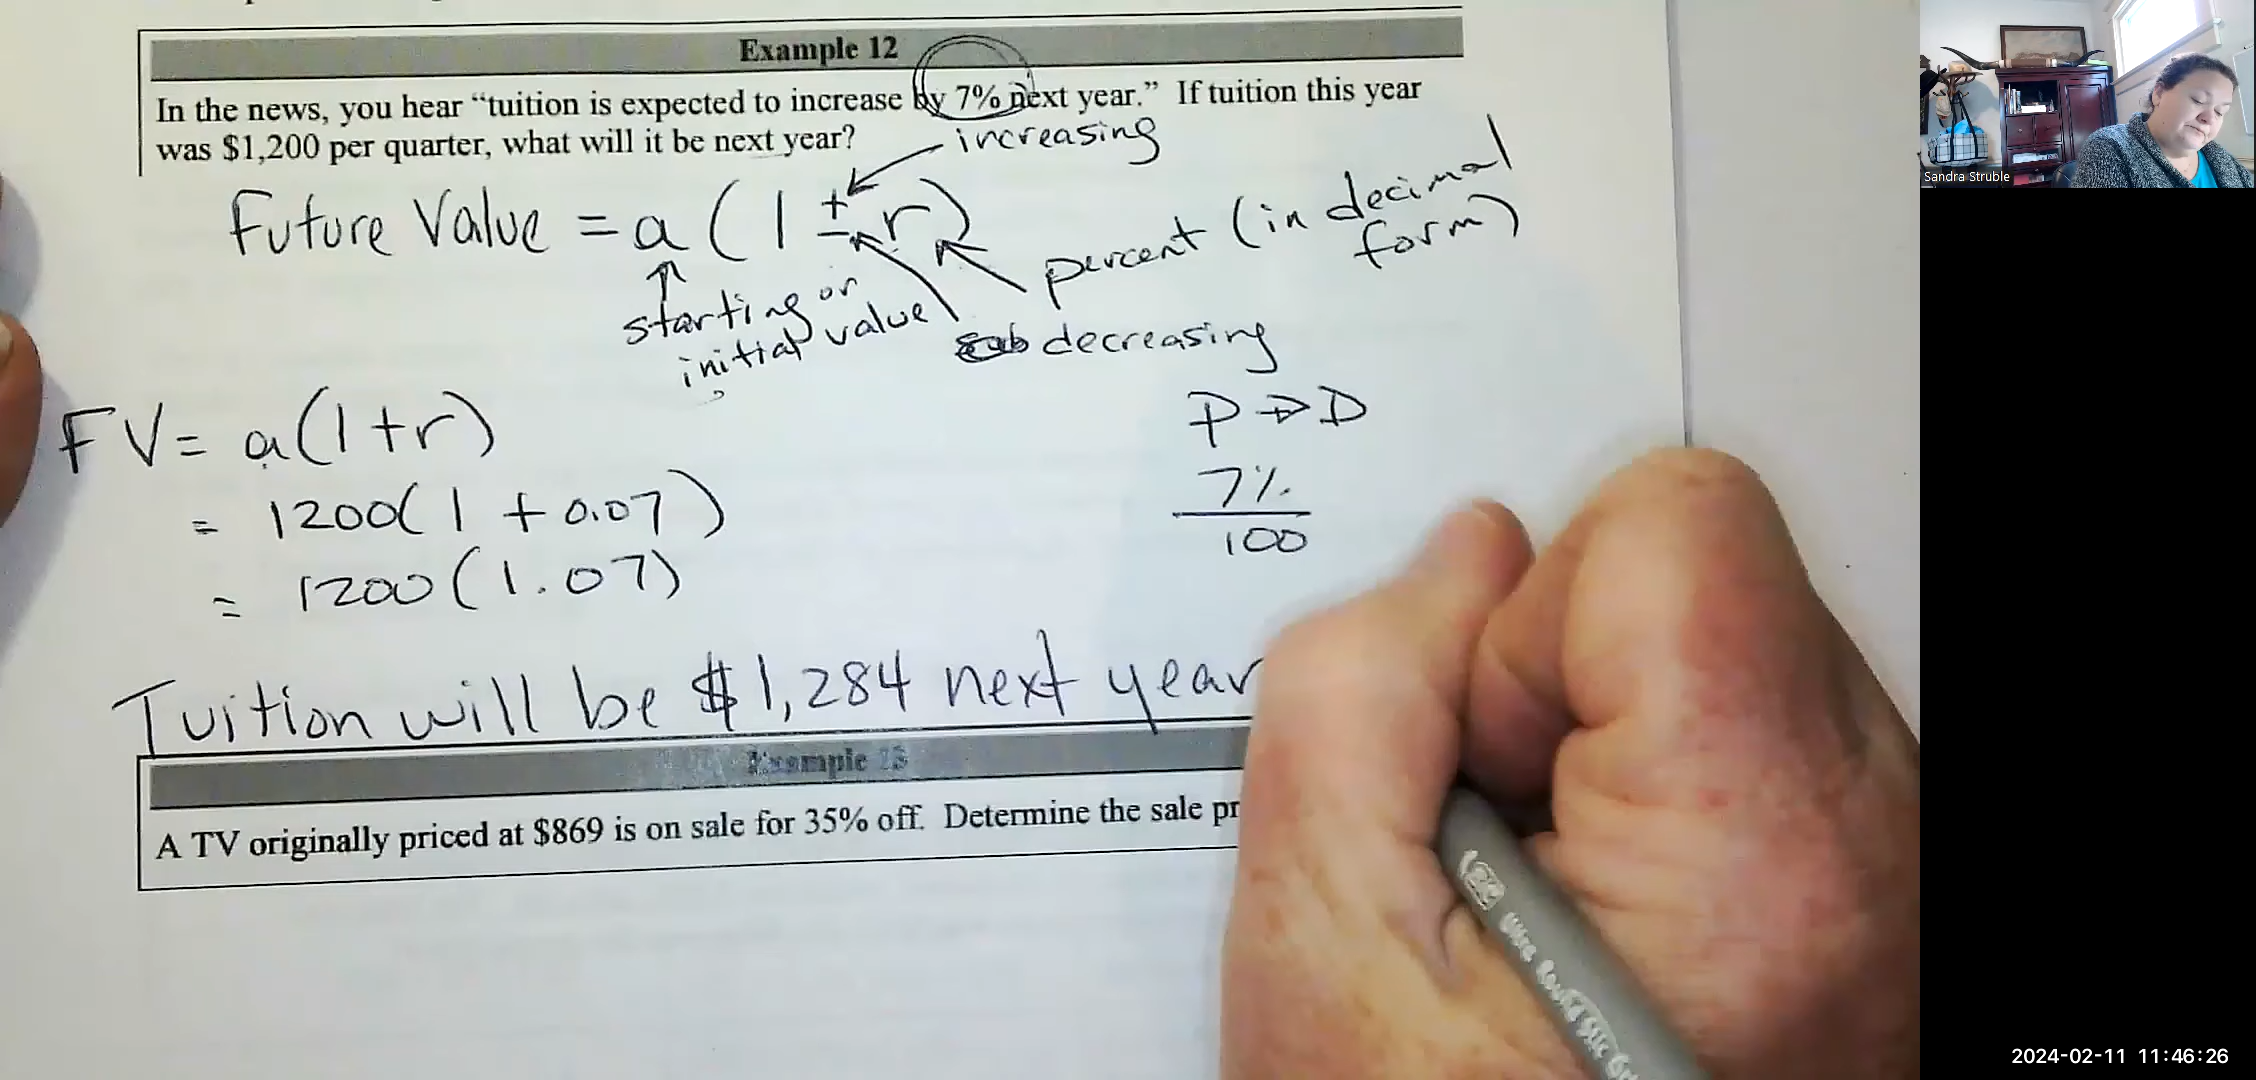 Example 12
In the news, you hear “tuition is expected to increase by 7% next year.” If tuition this year
was $1,200 per quarter, what will it be next year?
increasing
Future Value = a ( 1 ± r )
percent (in decimal
form)
starting or
initial value
decreasing
FV = a(1+r)
P → D
= 1200( 1 + 0.07 )
7%
100
= 1200 ( 1.07)
Tuition will be $1,284 next year
Example 13
A TV originally priced at $869 is on sale for 35% off. Determine the sale
Sandra Struble
2024-02-11 11:46:26